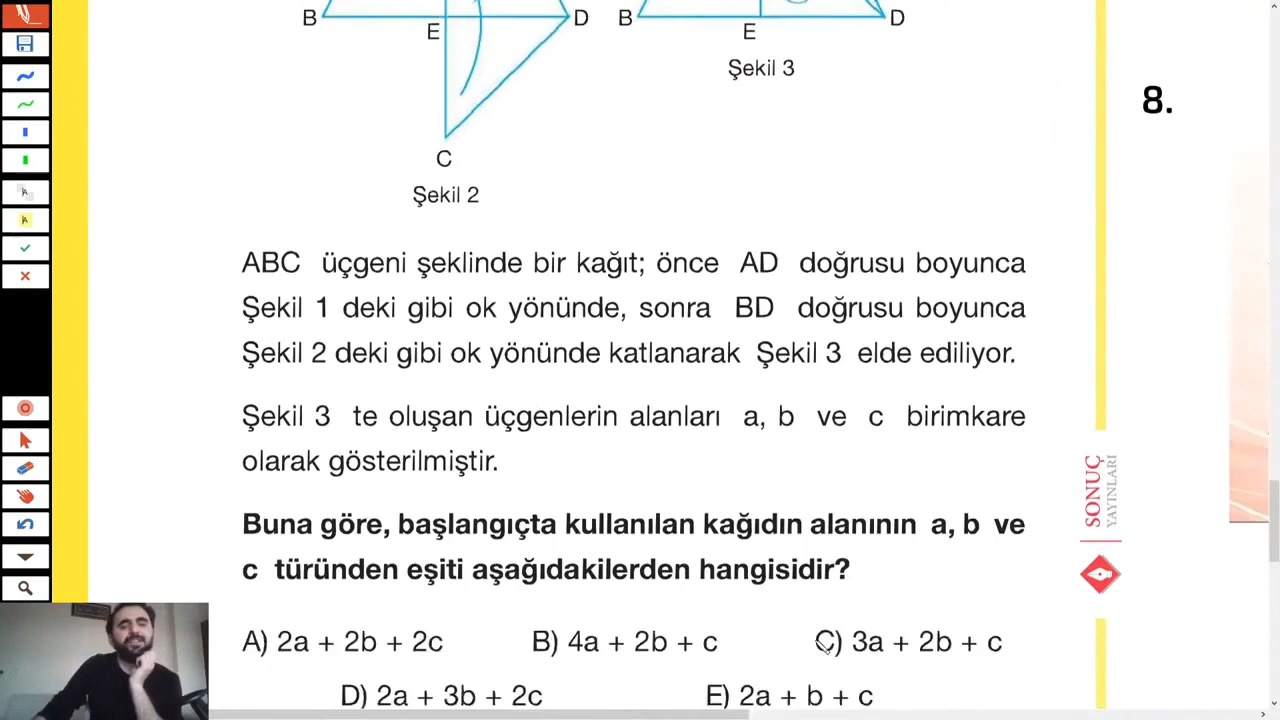 B
D
B
D
E
E
Şekil 3
8.
C
Şekil 2
ABC üçgeni şeklinde bir kağıt; önce AD doğrusu boyunca
Şekil 1 deki gibi ok yönünde, sonra BD doğrusu boyunca
Şekil 2 deki gibi ok yönünde katlanarak Şekil 3 elde ediliyor.
Şekil 3 te oluşan üçgenlerin alanları a, b ve c birimkare
olarak gösterilmiştir.
SONUÇ
YAYINLARI
Buna göre, başlangıçta kullanılan kağıdın alanının a, b ve
c türünden eşiti aşağıdakilerden hangisidir?
A) 2a + 2b + 2c B) 4a + 2b + c C) 3a + 2b + c
D) 2a + 3b + 2c E) 2a + b + c